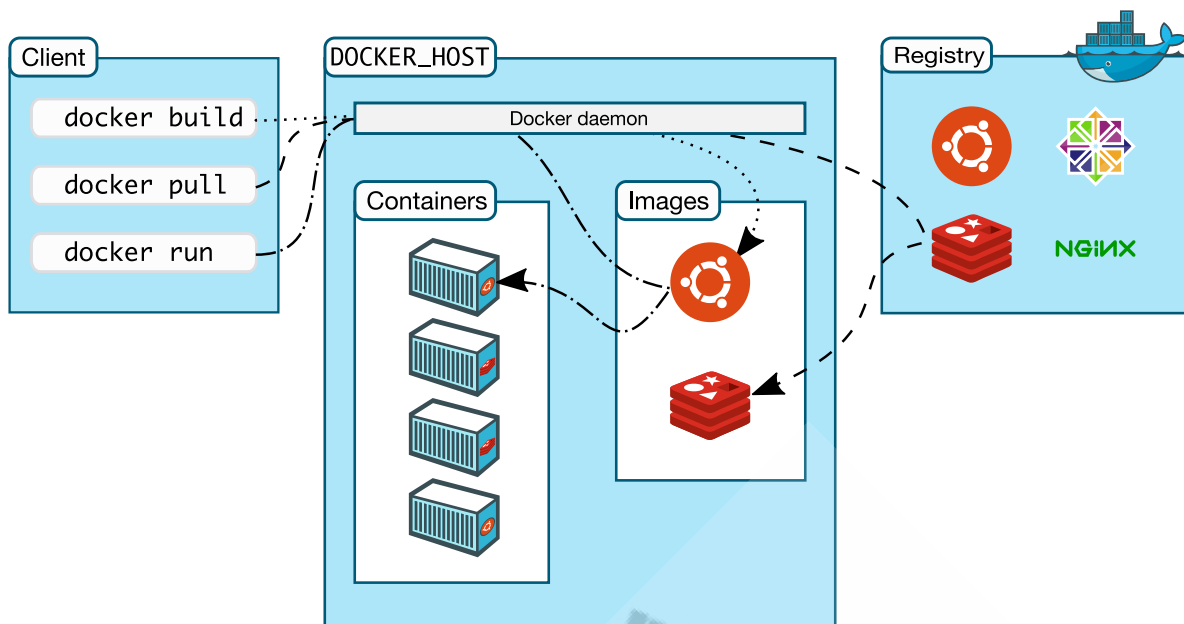 Client
docker build
docker pull
docker run
DOCKER_HOST
Docker daemon
Containers
Images
Registry
NGINX